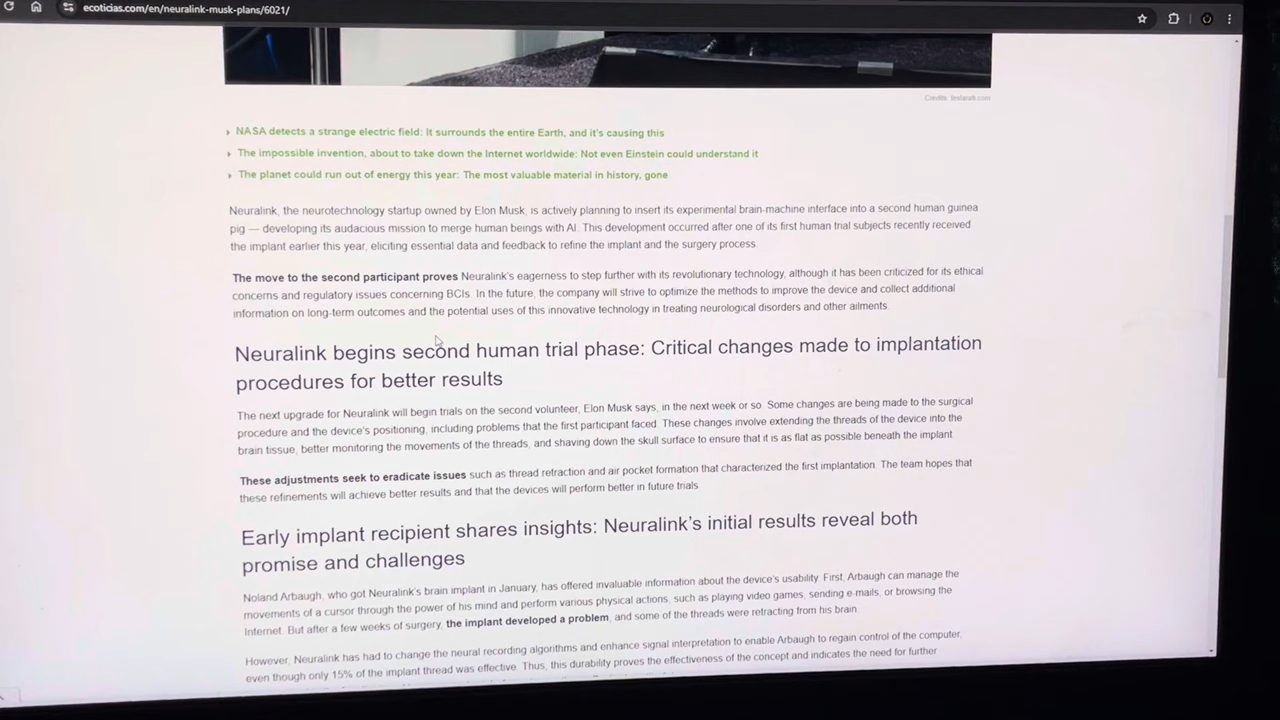 ecoticias.com/en/neuralink-musk-plans/6021/
Credits: teslarati.com
NASA detects a strange electric field: It surrounds the entire Earth, and it's causing this
The impossible invention, about to take down the Internet worldwide: Not even Einstein could understand it
The planet could run out of energy this year: The most valuable material in history, gone
Neuralink, the neurotechnology startup owned by Elon Musk, is actively planning to insert its experimental brain-machine interface into a second human guinea
pig — developing its audacious mission to merge human beings with AI. This development occurred after one of its first human trial subjects recently received
the implant earlier this year, eliciting essential data and feedback to refine the implant and the surgery process.
The move to the second participant proves Neuralink's eagerness to step further with its revolutionary technology, although it has been criticized for its ethical
concerns and regulatory issues concerning BCIs. In the future, the company will strive to optimize the methods to improve the device and collect additional
information on long-term outcomes and the potential uses of this innovative technology in treating neurological disorders and other ailments.
Neuralink begins second human trial phase: Critical changes made to implantation
procedures for better results
The next upgrade for Neuralink will begin trials on the second volunteer, Elon Musk says, in the next week or so. Some changes are being made to the surgical
procedure and the device's positioning, including problems that the first participant faced. These changes involve extending the threads of the device into the
brain tissue, better monitoring the movements of the threads, and shaving down the skull surface to ensure that it is as flat as possible beneath the implant.
These adjustments seek to eradicate issues such as thread retraction and air pocket formation that characterized the first implantation. The team hopes that
these refinements will achieve better results and that the devices will perform better in future trials.
Early implant recipient shares insights: Neuralink's initial results reveal both
promise and challenges
Noland Arbaugh, who got Neuralink's brain implant in January, has offered invaluable information about the device's usability. First, Arbaugh can manage the
movements of a cursor through the power of his mind and perform various physical actions, such as playing video games, sending e-mails, or browsing the
Internet. But after a few weeks of surgery, the implant developed a problem, and some of the threads were retracting from his brain.
However, Neuralink has had to change the neural recording algorithms and enhance signal interpretation to enable Arbaugh to regain control of the computer,
even though only 15% of the implant thread was effective. Thus, this durability proves the effectiveness of the concept and indicates the need for further